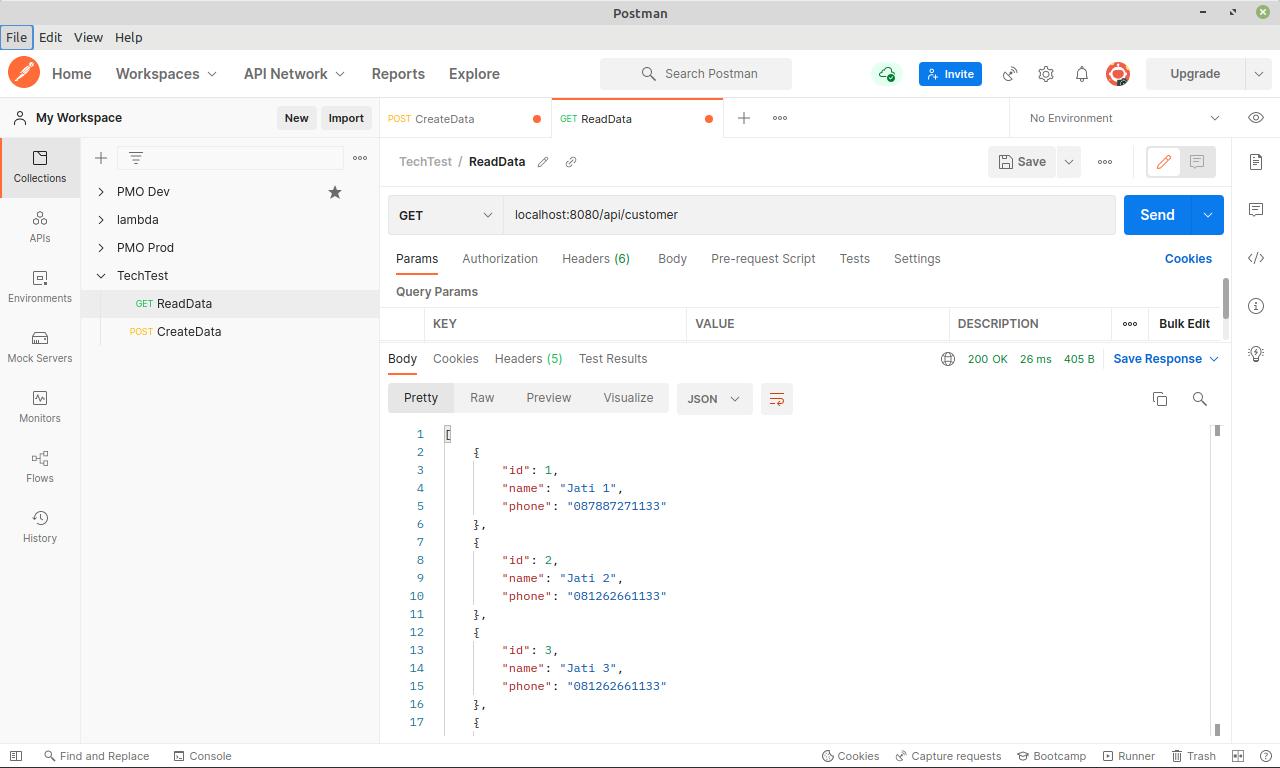 Postman
File Edit View Help
Home Workspaces API Network Reports Explore Search Postman Invite Upgrade
My Workspace New Import
POST CreateData GET ReadData No Environment
Collections
APIs
Environments
Mock Servers
Monitors
Flows
History
PMO Dev
lambda
PMO Prod
TechTest
GET ReadData
POST CreateData
TechTest / ReadData Save
GET localhost:8080/api/customer Send
Params Authorization Headers (6) Body Pre-request Script Tests Settings Cookies
Query Params
KEY VALUE DESCRIPTION Bulk Edit
Body Cookies Headers (5) Test Results 200 OK 26 ms 405 B Save Response
Pretty Raw Preview Visualize JSON
1 [
2 {
3 "id": 1,
4 "name": "Jati 1",
5 "phone": "087887271133"
6 },
7 {
8 "id": 2,
9 "name": "Jati 2",
10 "phone": "081262661133"
11 },
12 {
13 "id": 3,
14 "name": "Jati 3",
15 "phone": "081262661133"
16 },
17 {
Find and Replace Console Cookies Capture requests Bootcamp Runner Trash